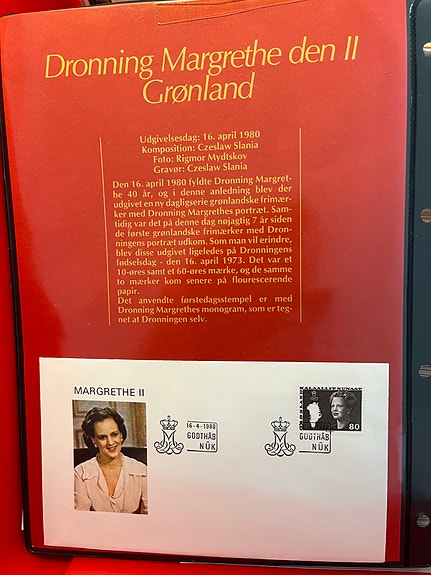 Dronning Margrethe den II
Grønland
Udgivelsesdag: 16. april 1980
Komposition: Czeslaw Slania
Foto: Rigmor Mydtskov
Gravør: Czeslaw Slania
Den 16. april 1980 fyldte Dronning Margret-
he 40 år, og i denne anledning blev der
udgivet en ny dagligserie grønlandske frimær-
ker med Dronning Margrethes portræt. Sam-
tidig var det på denne dag nøjagtig 7 år siden
de første grønlandske frimærker med Dron-
ningens portræt udkom. Som man vil erindre,
blev disse udgivet ligeledes på Dronningens
fødselsdag - den 16. april 1973. Det var et
10-øres samt et 60-øres mærke, og de samme
to mærker kom senere på flourescerende
papir.
Det anvendte førstedagsstempel er med
Dronning Margrethes monogram, som er teg-
net af Dronningen selv.
MARGRETHE II
16-4-1980
GODTHÅB
NÛK
KALAALLIT NUNAAT
GRØNLAND
80
GODTHÅB
NÛK